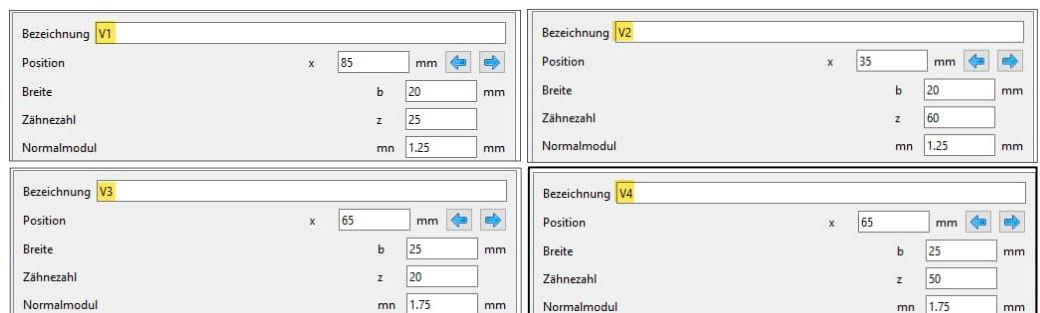 Bezeichnung V1
Position x 85 mm
Breite b 20 mm
Zähnezahl z 25
Normalmodul mn 1.25 mm
Bezeichnung V2
Position x 35 mm
Breite b 20 mm
Zähnezahl z 60
Normalmodul mn 1.25 mm
Bezeichnung V3
Position x 65 mm
Breite b 25 mm
Zähnezahl z 20
Normalmodul mn 1.75 mm
Bezeichnung V4
Position x 65 mm
Breite b 25 mm
Zähnezahl z 50
Normalmodul mn 1.75 mm